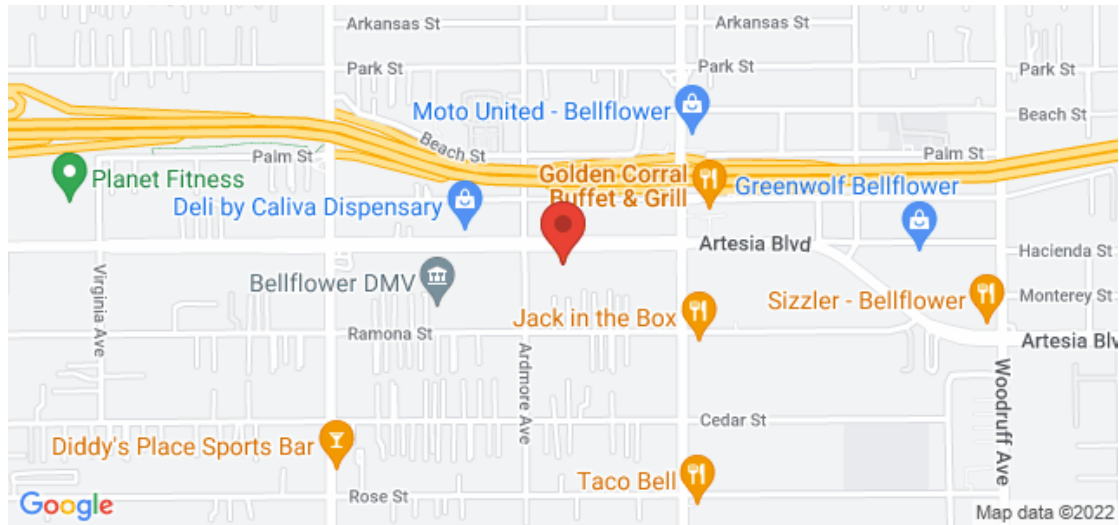 Arkansas St
Arkansas St
Park St
Park St
Park St
Moto United - Bellflower
Beach St
Beach St
Palm St
Palm St
Planet Fitness
Golden Corral
Buffet & Grill
Greenwolf Bellflower
Deli by Caliva Dispensary
Artesia Blvd
Hacienda St
Bellflower DMV
Virginia Ave
Sizzler - Bellflower
Monterey St
Jack in the Box
Ramona St
Artesia Blv
Ardmore Ave
Woodruff Ave
Cedar St
Diddy's Place Sports Bar
Taco Bell
Rose St
Google
Map data ©2022